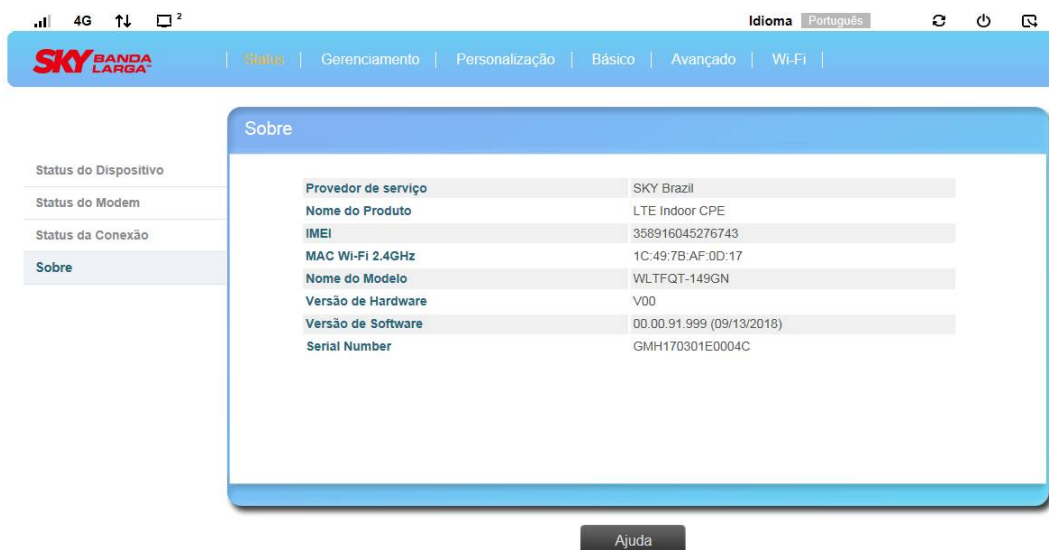 4G 2 Idioma Português
SKY BANDA LARGA
Status Gerenciamento Personalização Básico Avançado Wi-Fi
Sobre
Status do Dispositivo
Status do Modem
Status da Conexão
Sobre
Provedor de serviço SKY Brazil
Nome do Produto LTE Indoor CPE
IMEI 358916045276743
MAC Wi-Fi 2.4GHz 1C:49:7B:AF:0D:17
Nome do Modelo WLTFQT-149GN
Versão de Hardware V00
Versão de Software 00.00.91.999 (09/13/2018)
Serial Number GMH170301E0004C
Ajuda